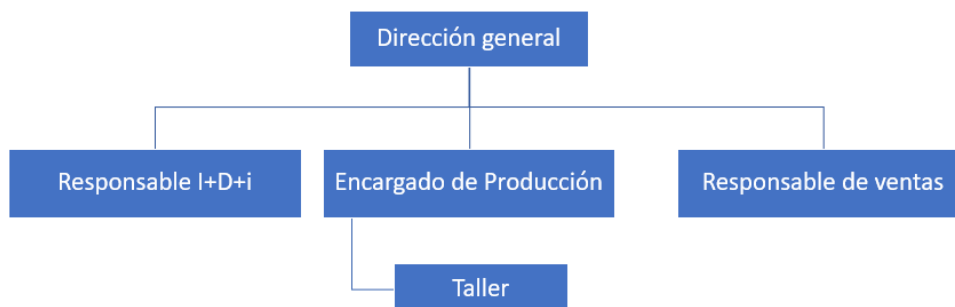 Dirección general
Responsable I+D+i
Encargado de Producción
Responsable de ventas
Taller